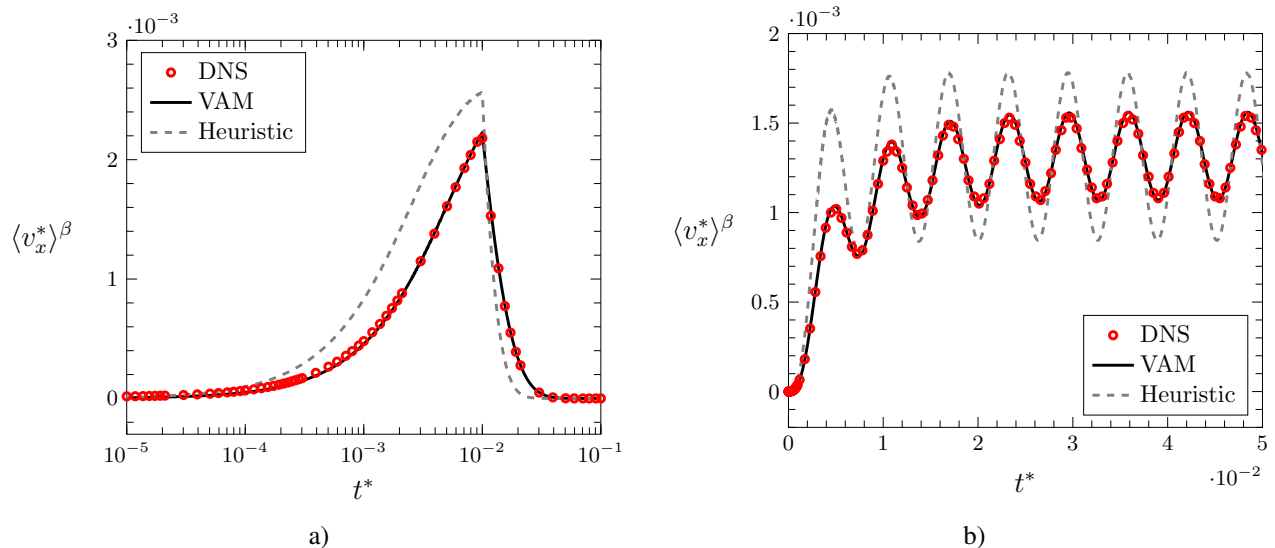 ·10⁻³
3
2
1
0
⟨v*ₓ⟩ᵝ
DNS
VAM
Heuristic
10⁻⁵
10⁻⁴
10⁻³
10⁻²
10⁻¹
t*
a)
·10⁻³
2
1.5
1
0.5
0
⟨v*ₓ⟩ᵝ
DNS
VAM
Heuristic
0
1
2
3
4
5
t*
·10⁻²
b)